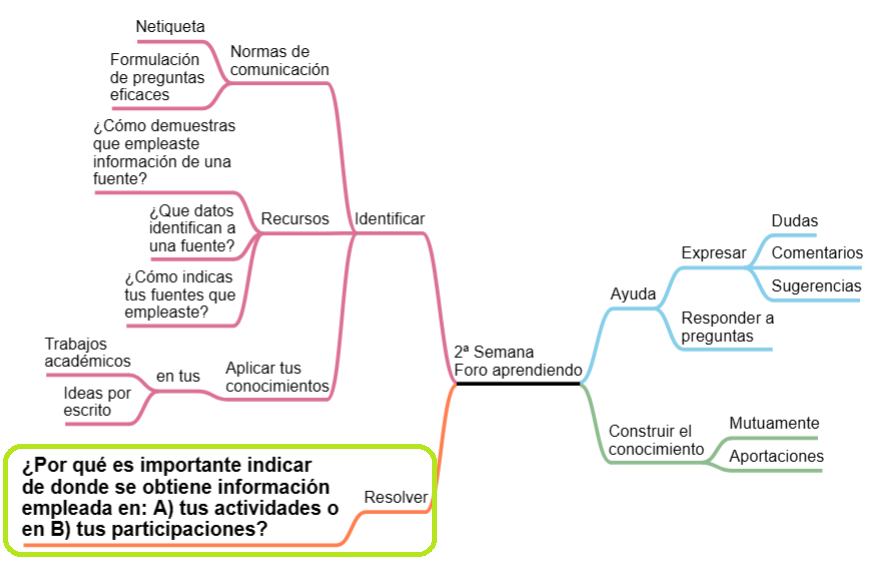 Netiqueta
Formulación
de preguntas
eficaces
Normas de
comunicación
¿Cómo demuestras
que empleaste
información de una
fuente?
¿Que datos
identifican a
una fuente?
¿Cómo indicas
tus fuentes que
empleaste?
Recursos
Identificar
Trabajos
académicos
Ideas por
escrito
en tus
Aplicar tus
conocimientos
¿Por qué es importante indicar
de donde se obtiene información
empleada en: A) tus actividades o
en B) tus participaciones?
Resolver
2ª Semana
Foro aprendiendo
Ayuda
Expresar
Dudas
Comentarios
Sugerencias
Responder a
preguntas
Construir el
conocimiento
Mutuamente
Aportaciones